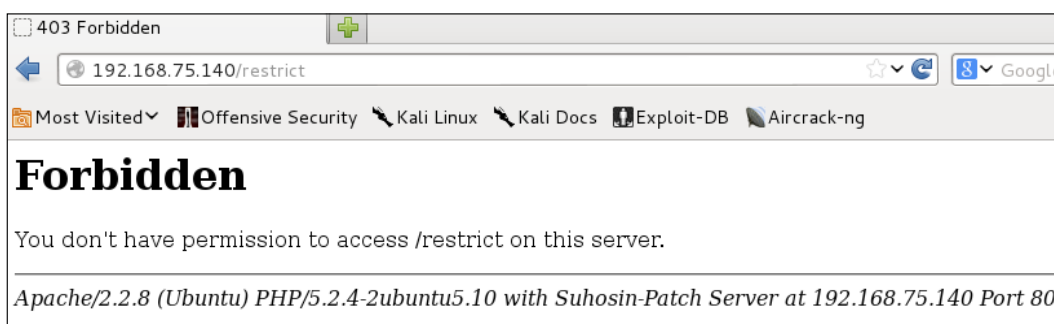 403 Forbidden
192.168.75.140/restrict
8 Googl
Most Visited Offensive Security Kali Linux Kali Docs Exploit-DB Aircrack-ng
Forbidden
You don't have permission to access /restrict on this server.
Apache/2.2.8 (Ubuntu) PHP/5.2.4-2ubuntu5.10 with Suhosin-Patch Server at 192.168.75.140 Port 80